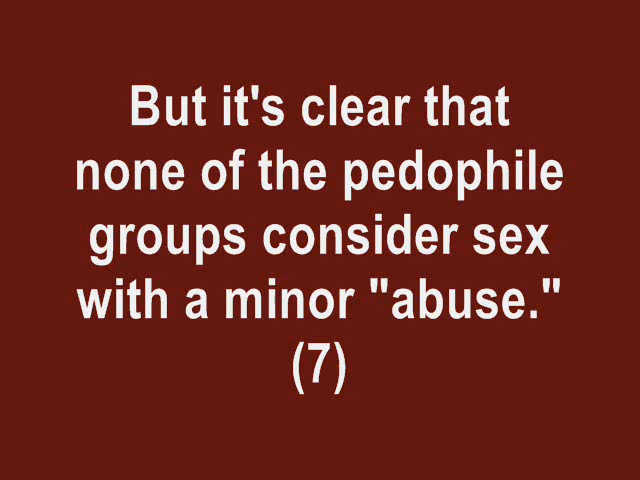 But it's clear that
none of the pedophile
groups consider sex
with a minor "abuse."
(7)